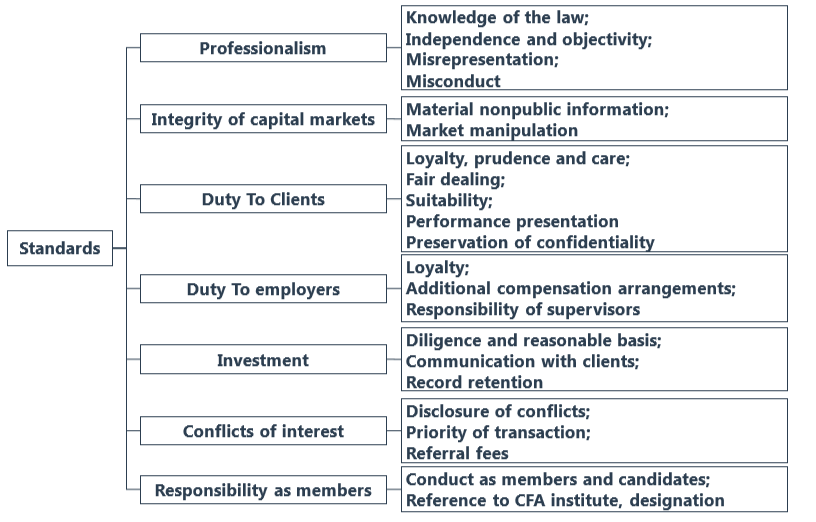 Standards
Professionalism
Knowledge of the law;
Independence and objectivity;
Misrepresentation;
Misconduct
Integrity of capital markets
Material nonpublic information;
Market manipulation
Duty To Clients
Loyalty, prudence and care;
Fair dealing;
Suitability;
Performance presentation
Preservation of confidentiality
Duty To employers
Loyalty;
Additional compensation arrangements;
Responsibility of supervisors
Investment
Diligence and reasonable basis;
Communication with clients;
Record retention
Conflicts of interest
Disclosure of conflicts;
Priority of transaction;
Referral fees
Responsibility as members
Conduct as members and candidates;
Reference to CFA institute, designation